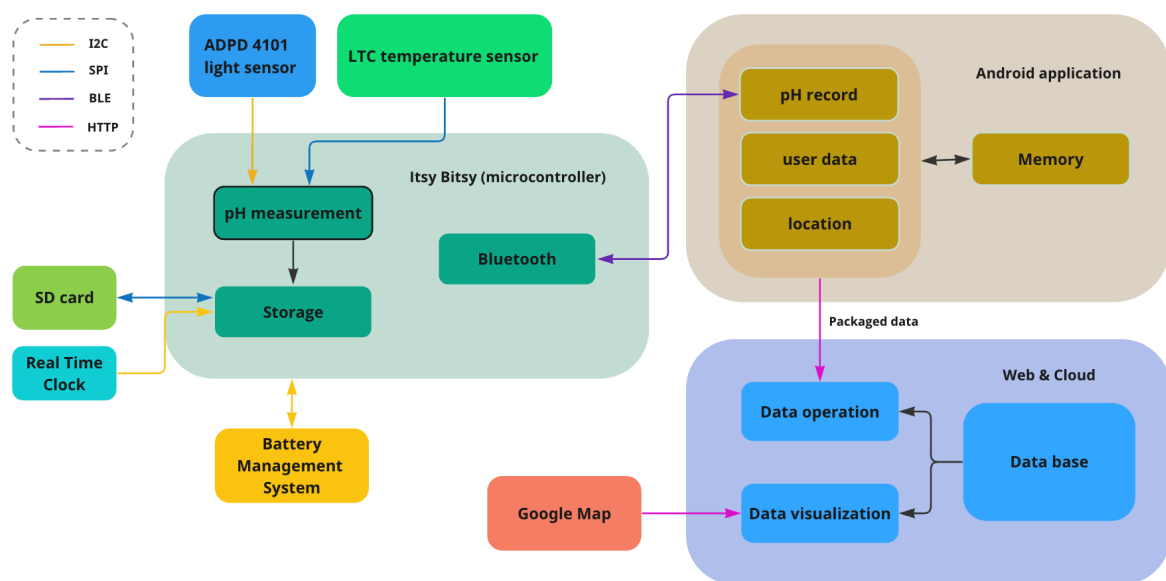 I2C
SPI
BLE
HTTP
ADPD 4101
light sensor
LTC temperature sensor
Itsy Bitsy (microcontroller)
pH measurement
Bluetooth
Storage
SD card
Real Time
Clock
Battery
Management
System
Android application
pH record
user data
location
Memory
Packaged data
Web & Cloud
Data operation
Data base
Data visualization
Google Map